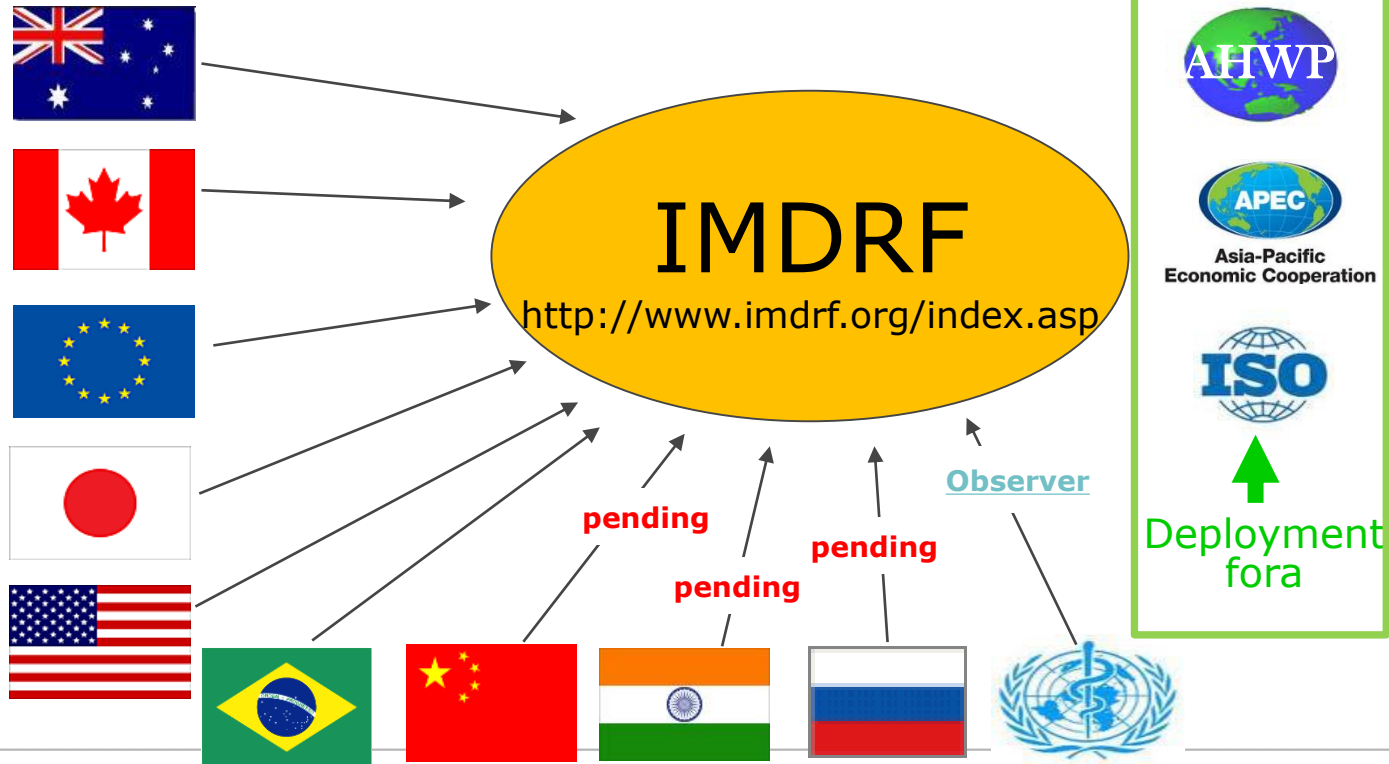 IMDRF
http://www.imdrf.org/index.asp
pending
pending
pending
Observer
AHWP
APEC
Asia-Pacific
Economic Cooperation
ISO
Deployment
fora